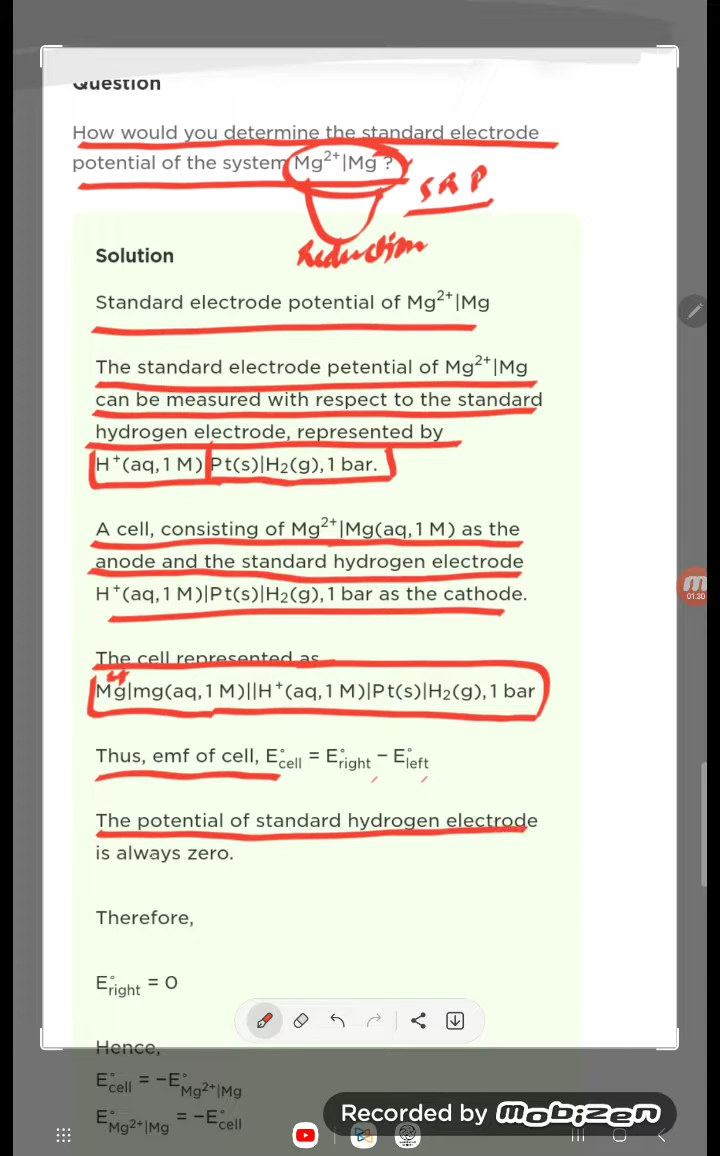 Question
How would you determine the standard electrode
potential of the system Mg²⁺|Mg ?
SRP
Reduction
Solution
Standard electrode potential of Mg²⁺|Mg
The standard electrode petential of Mg²⁺|Mg
can be measured with respect to the standard
hydrogen electrode, represented by
H⁺(aq,1 M)|Pt(s)|H₂(g),1 bar.
A cell, consisting of Mg²⁺|Mg(aq,1 M) as the
anode and the standard hydrogen electrode
H⁺(aq,1 M)|Pt(s)|H₂(g),1 bar as the cathode.
The cell represented as
Mg|mg(aq,1 M)||H⁺(aq,1 M)|Pt(s)|H₂(g),1 bar
Thus, emf of cell, E°cell = E°right − E°left
The potential of standard hydrogen electrode
is always zero.
Therefore,
E°right = 0
Hence,
E°cell = −E°Mg²⁺|Mg
E°Mg²⁺|Mg = −E°cell
01:30
Recorded by mobizen